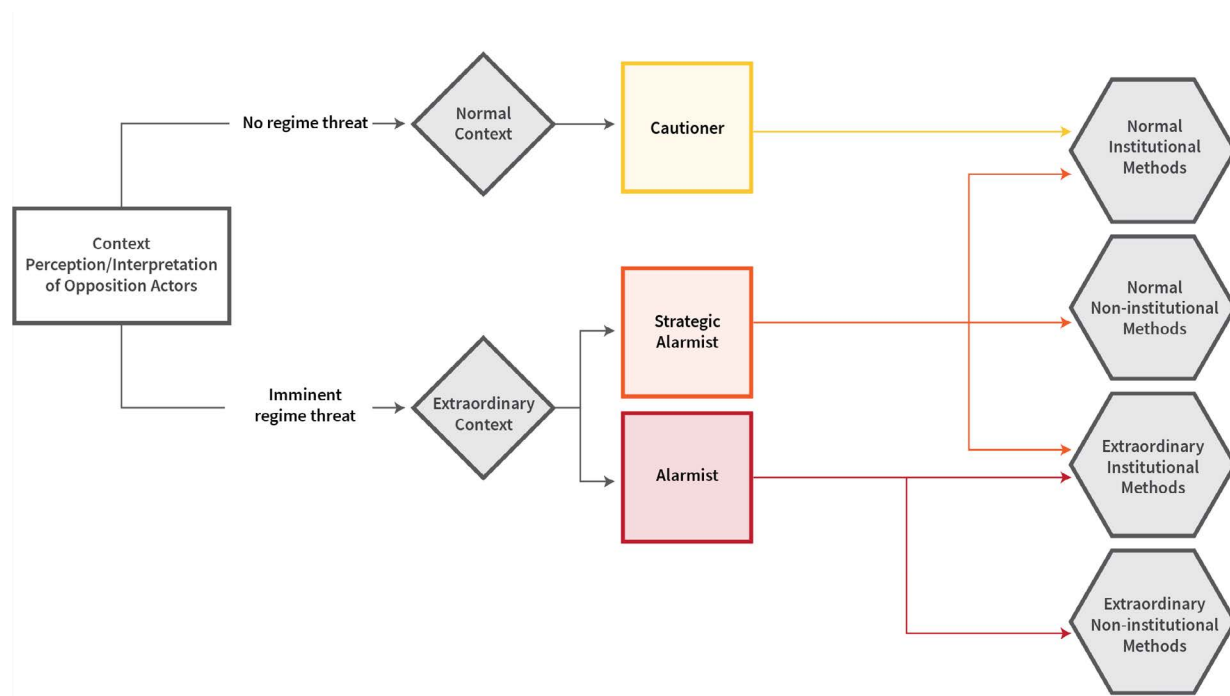 No regime threat
Normal
Context
Cautioner
Normal
Institutional
Methods
Context
Perception/Interpretation
of Opposition Actors
Strategic
Alarmist
Normal
Non-institutional
Methods
Imminent
regime threat
Extraordinary
Context
Alarmist
Extraordinary
Institutional
Methods
Extraordinary
Non-institutional
Methods